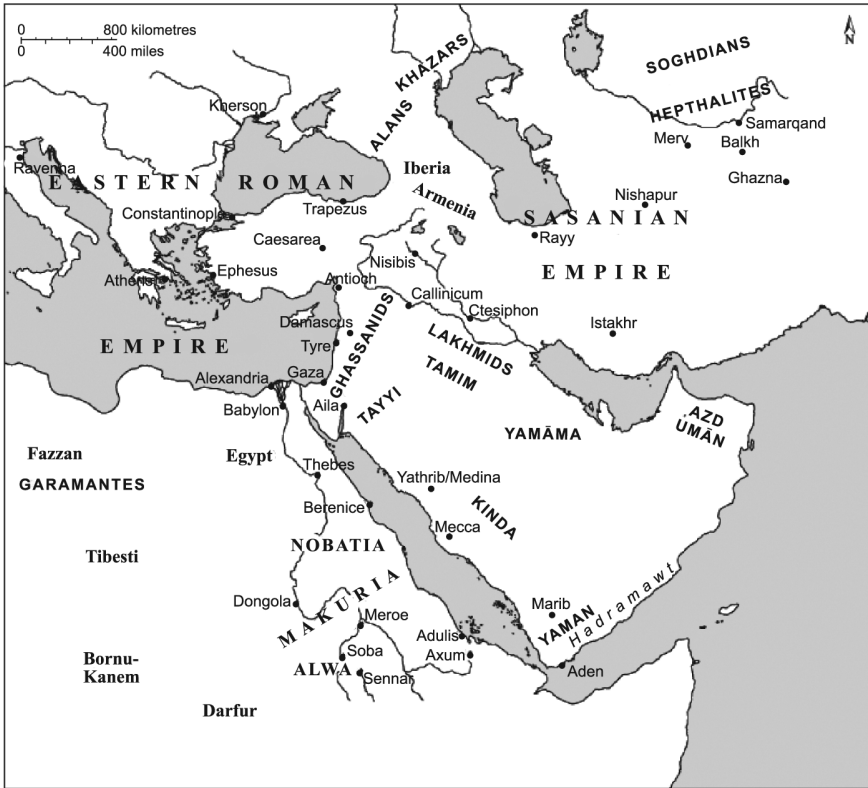 0 800 kilometres
0 400 miles
N
SOGHDIANS
KHAZARS
HEPTHALITES
Kherson
ALANS
Samarqand
Merv
Balkh
Ravenna
Iberia
Ghazna
EASTERN ROMAN
Armenia
Nishapur
Constantinople
Trapezus
SASANIAN
Rayy
Caesarea
Nisibis
EMPIRE
Athens
Ephesus
Antioch
Callinicum
Ctesiphon
Istakhr
Damascus
GHASSANIDS
LAKHMIDS
EMPIRE
Tyre
TAMIM
Alexandria
Gaza
Babylon
Aila
TAYYI
AZD
UMĀN
YAMĀMA
Fazzan
Egypt
GARAMANTES
Thebes
Yathrib/Medina
Berenice
KINDA
Mecca
NOBATIA
Tibesti
Dongola
MAKURIA
Marib
Hadramawt
YAMAN
Meroe
Adulis
Bornu-
Kanem
Soba
Axum
ALWA
Aden
Sennar
Darfur